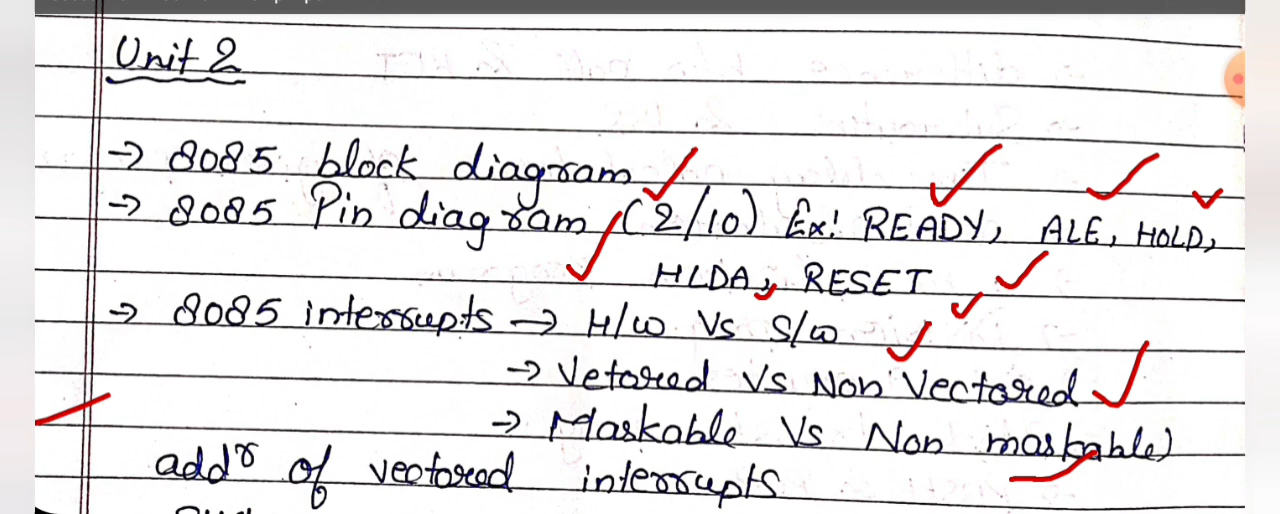 Unit 2
→ 8085 block diagram
→ 8085 Pin diagram (2/10) Ex: READY, ALE, HOLD,
HLDA, RESET
→ 8085 interrupts → H/w Vs S/w
→ Vetored Vs Non Vectored
→ Maskable Vs Non maskable)
addr of vectored interrupts